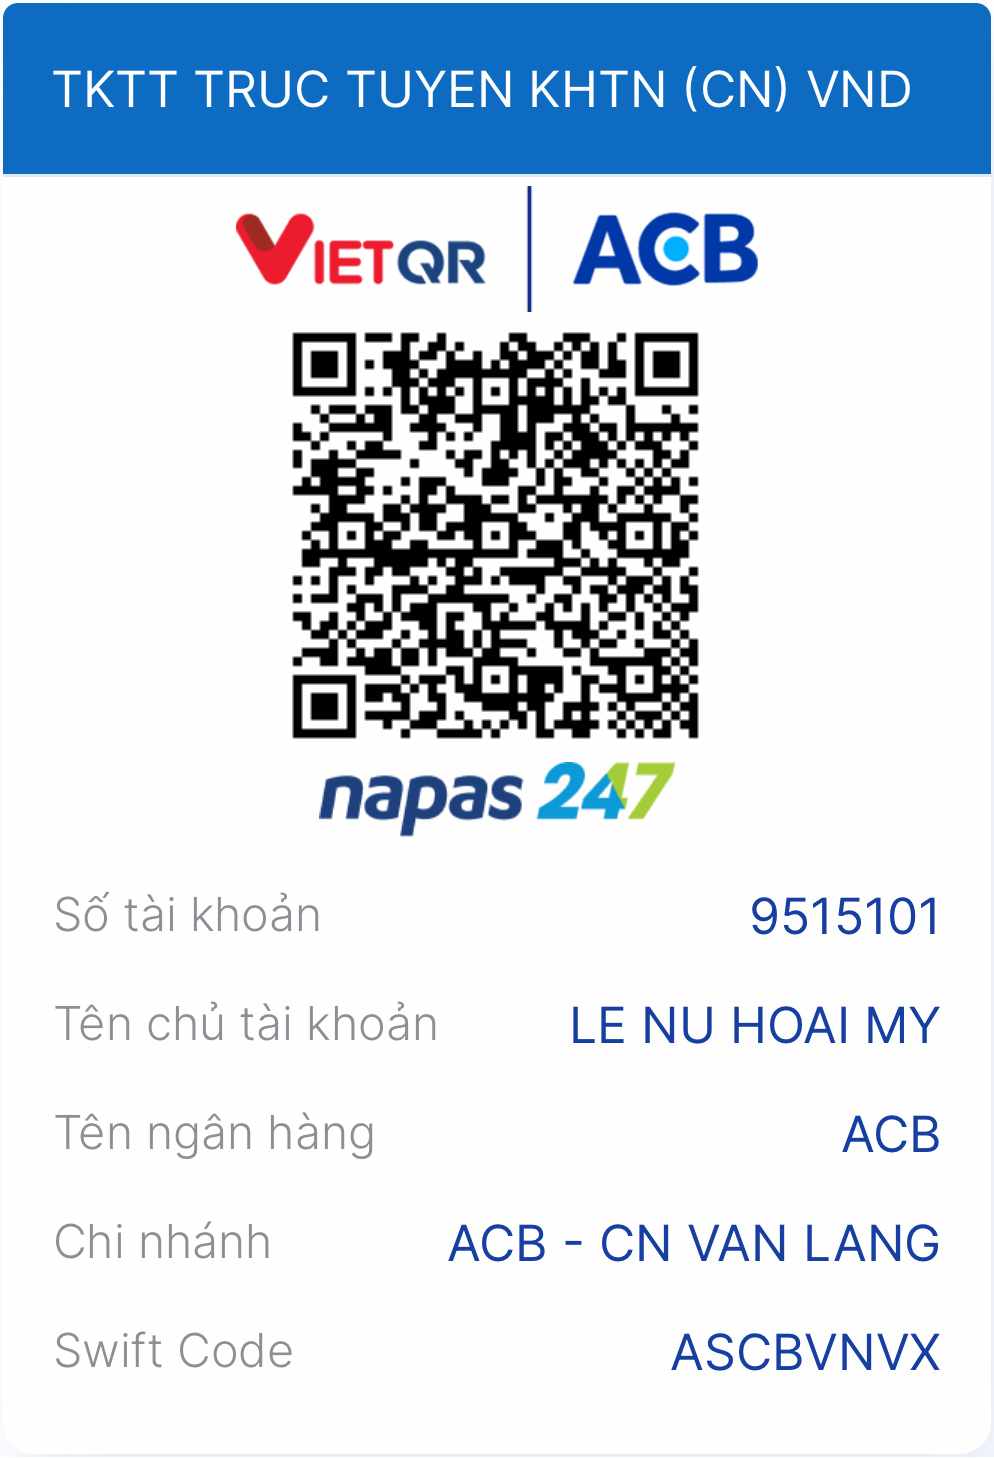 TKTT TRUC TUYEN KHTN (CN) VND
VIETQR ACB
napas 247
Số tài khoản 9515101
Tên chủ tài khoản LE NU HOAI MY
Tên ngân hàng ACB
Chi nhánh ACB - CN VAN LANG
Swift Code ASCBVNVX